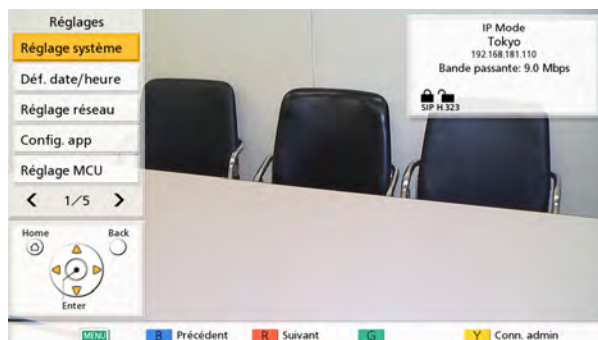 Réglages
Réglage système
Déf. date/heure
Réglage réseau
Config. app
Réglage MCU
1/5
Home
Back
Enter
IP Mode
Tokyo
192.168.181.110
Bande passante: 9.0 Mbps
SIP H.323
MENU
B Précédent
R Suivant
G
Y Conn. admin